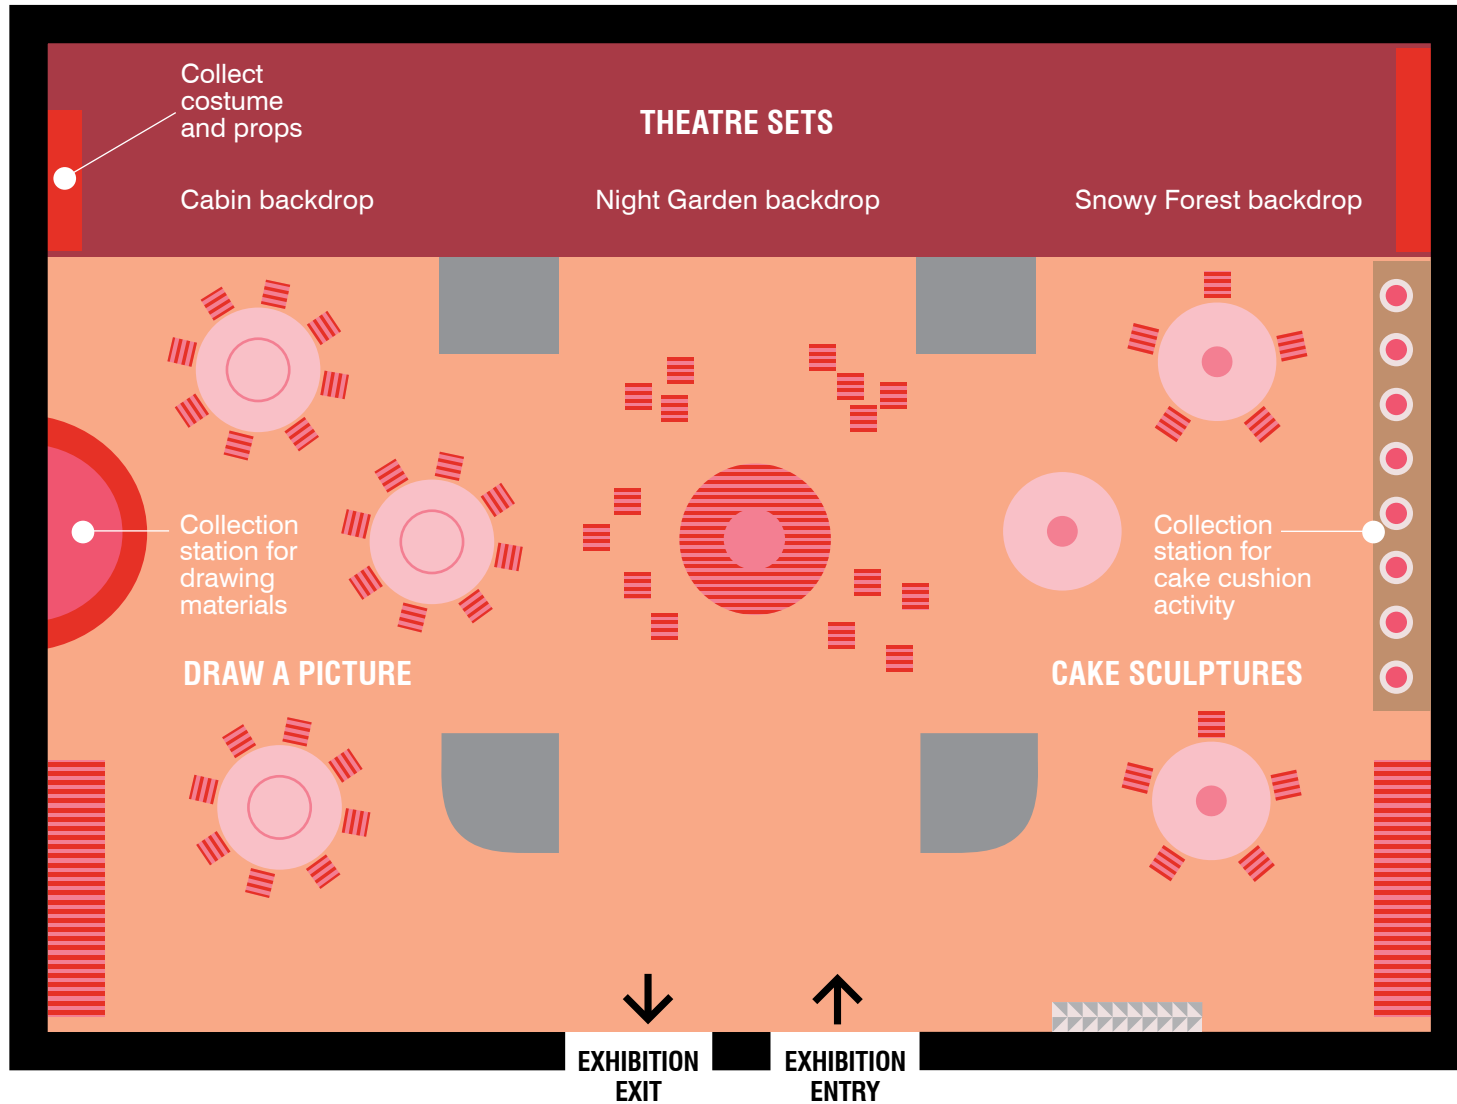 Collect
costume
and props
THEATRE SETS
Cabin backdrop
Night Garden backdrop
Snowy Forest backdrop
Collection
station for
drawing
materials
Collection
station for
cake cushion
activity
DRAW A PICTURE
CAKE SCULPTURES
EXHIBITION
EXIT
EXHIBITION
ENTRY